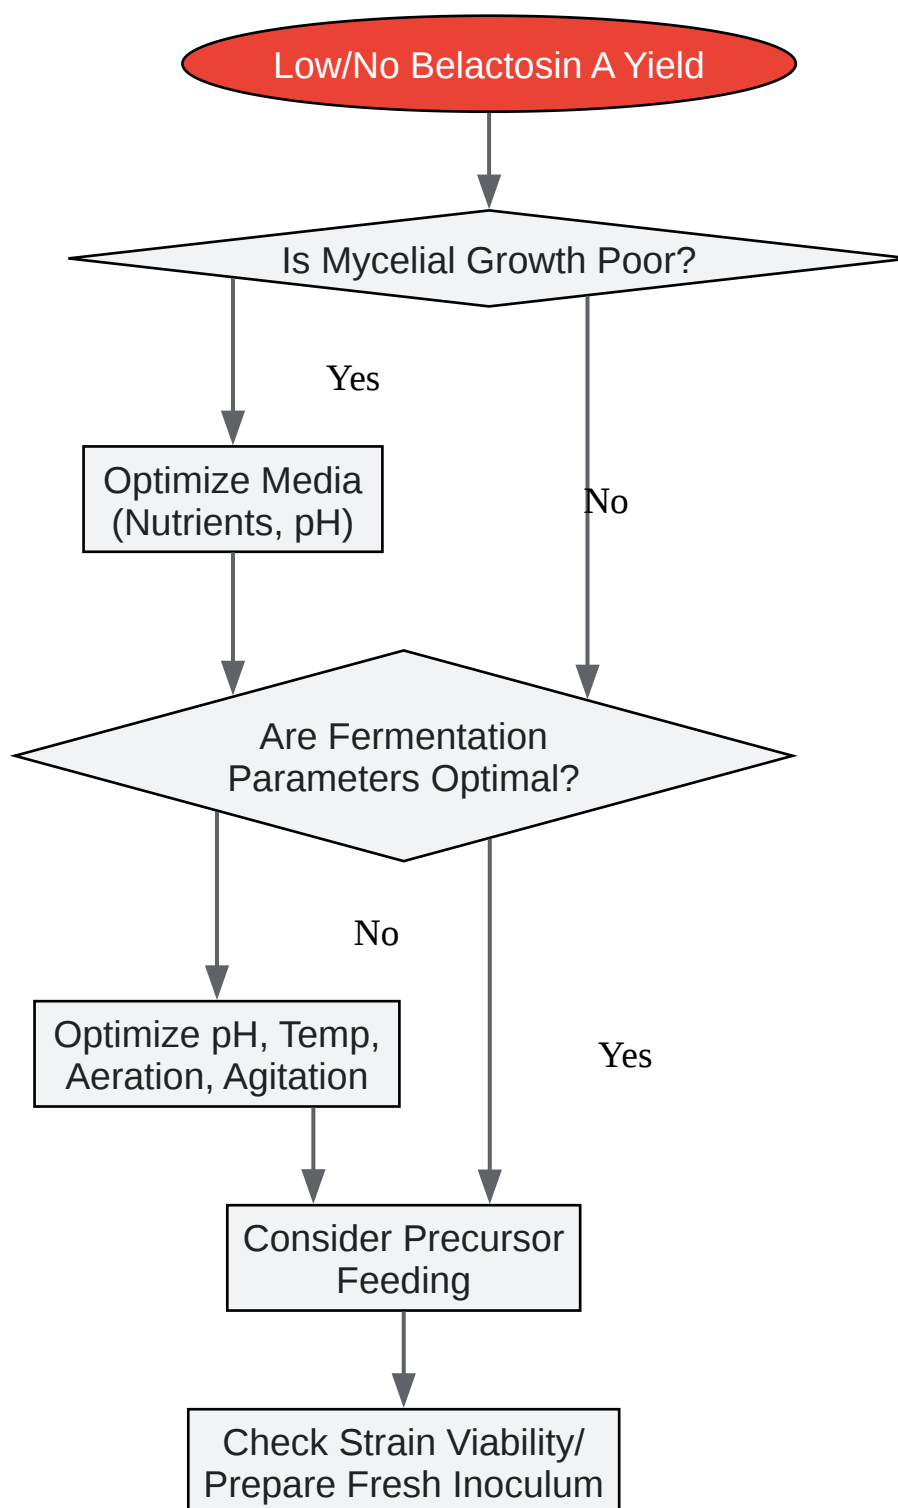 Low/No Belactosin A Yield
Is Mycelial Growth Poor?
Yes
Optimize Media
(Nutrients, pH)
No
Are Fermentation
Parameters Optimal?
No
Optimize pH, Temp,
Aeration, Agitation
Yes
Consider Precursor
Feeding
Check Strain Viability/
Prepare Fresh Inoculum